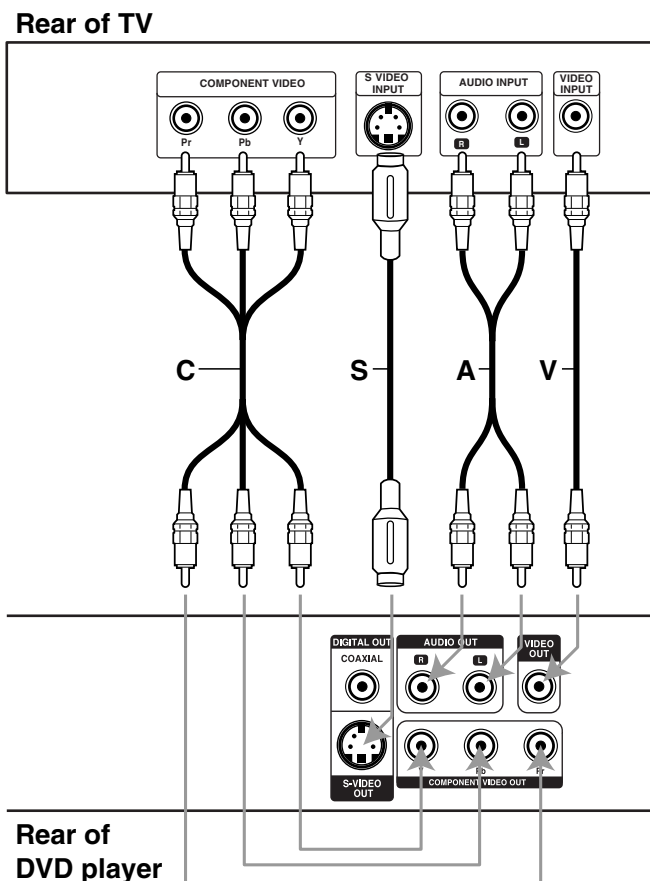 Rear of TV
COMPONENT VIDEO
Pr Pb Y
S VIDEO
INPUT
AUDIO INPUT
R L
VIDEO
INPUT
C S A V
DIGITAL OUT
COAXIAL
AUDIO OUT
R L
VIDEO
OUT
S-VIDEO
OUT
Pb Pr
COMPONENT VIDEO OUT
Rear of
DVD player